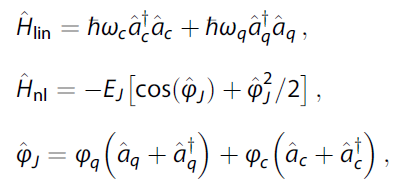 Ĥ_lin = ħω_c â_c^† â_c + ħω_q â_q^† â_q ,
Ĥ_nl = −E_J [cos(φ̂_J) + φ̂_J^2/2] ,
φ̂_J = φ_q (â_q + â_q^†) + φ_c (â_c + â_c^†) ,